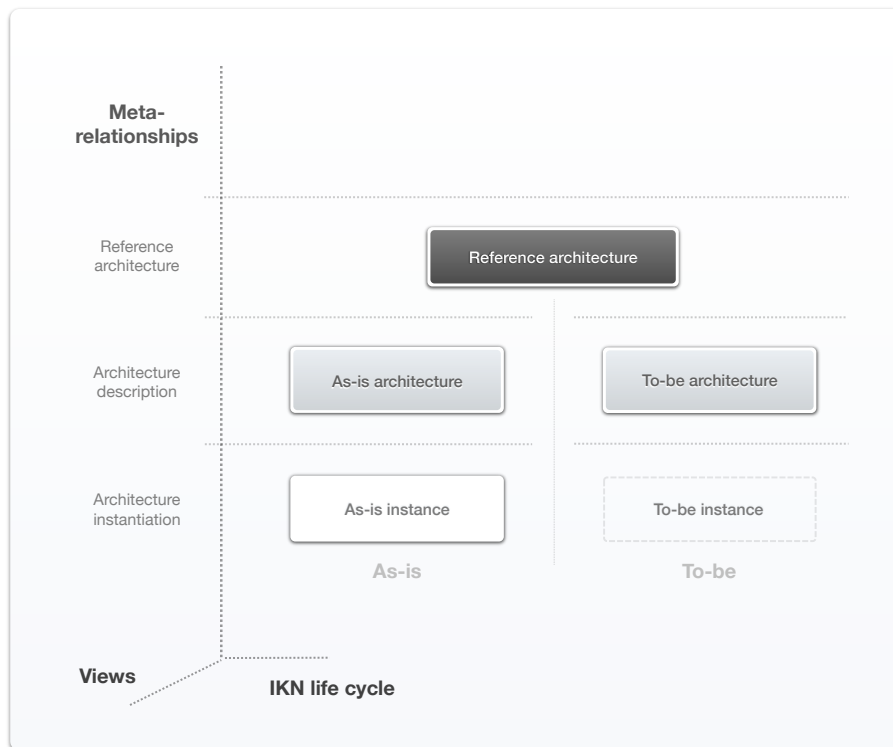 Meta-
relationships
Reference
architecture
Reference architecture
Architecture
description
As-is architecture
To-be architecture
Architecture
instantiation
As-is instance
To-be instance
As-is
To-be
Views
IKN life cycle